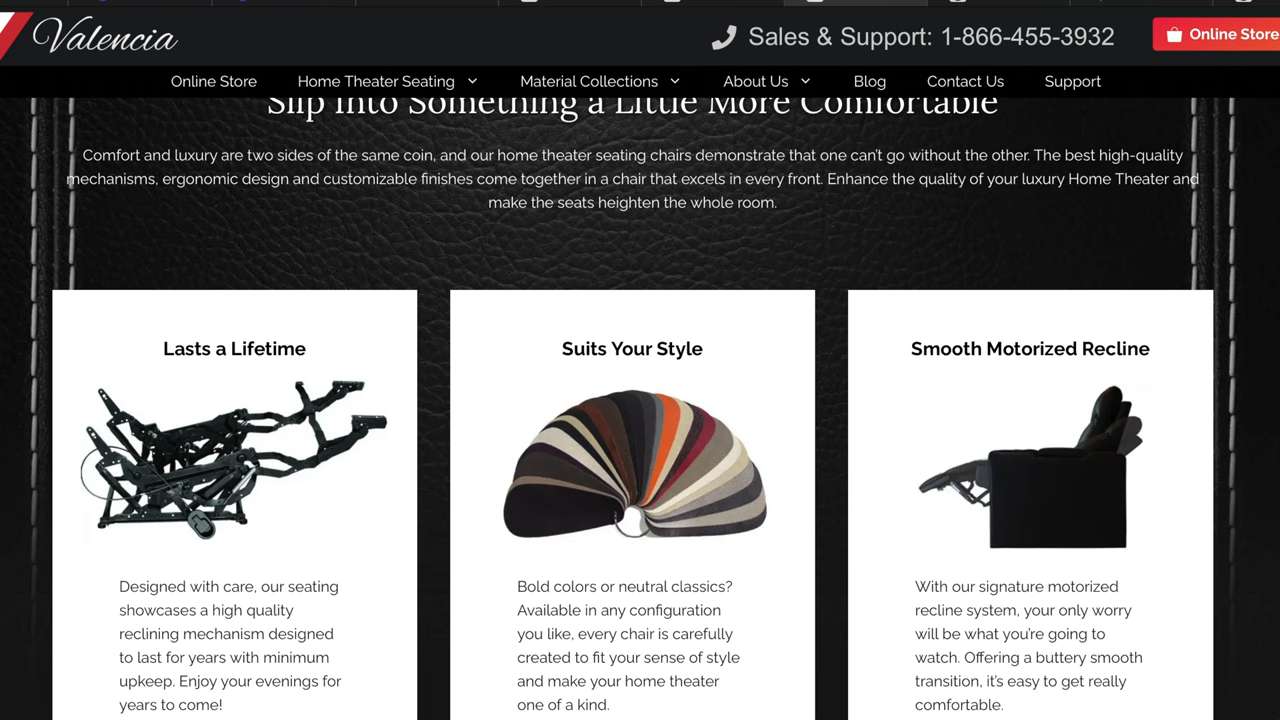 Valencia
Sales & Support: 1-866-455-3932
Online Store
Online Store
Home Theater Seating
Material Collections
About Us
Blog
Contact Us
Support
Slip Into Something a Little More Comfortable
Comfort and luxury are two sides of the same coin, and our home theater seating chairs demonstrate that one can't go without the other. The best high-quality
mechanisms, ergonomic design and customizable finishes come together in a chair that excels in every front. Enhance the quality of your luxury Home Theater and
make the seats heighten the whole room.
Lasts a Lifetime
Designed with care, our seating
showcases a high quality
reclining mechanism designed
to last for years with minimum
upkeep. Enjoy your evenings for
years to come!
Suits Your Style
Bold colors or neutral classics?
Available in any configuration
you like, every chair is carefully
created to fit your sense of style
and make your home theater
one of a kind.
Smooth Motorized Recline
With our signature motorized
recline system, your only worry
will be what you're going to
watch. Offering a buttery smooth
transition, it's easy to get really
comfortable.